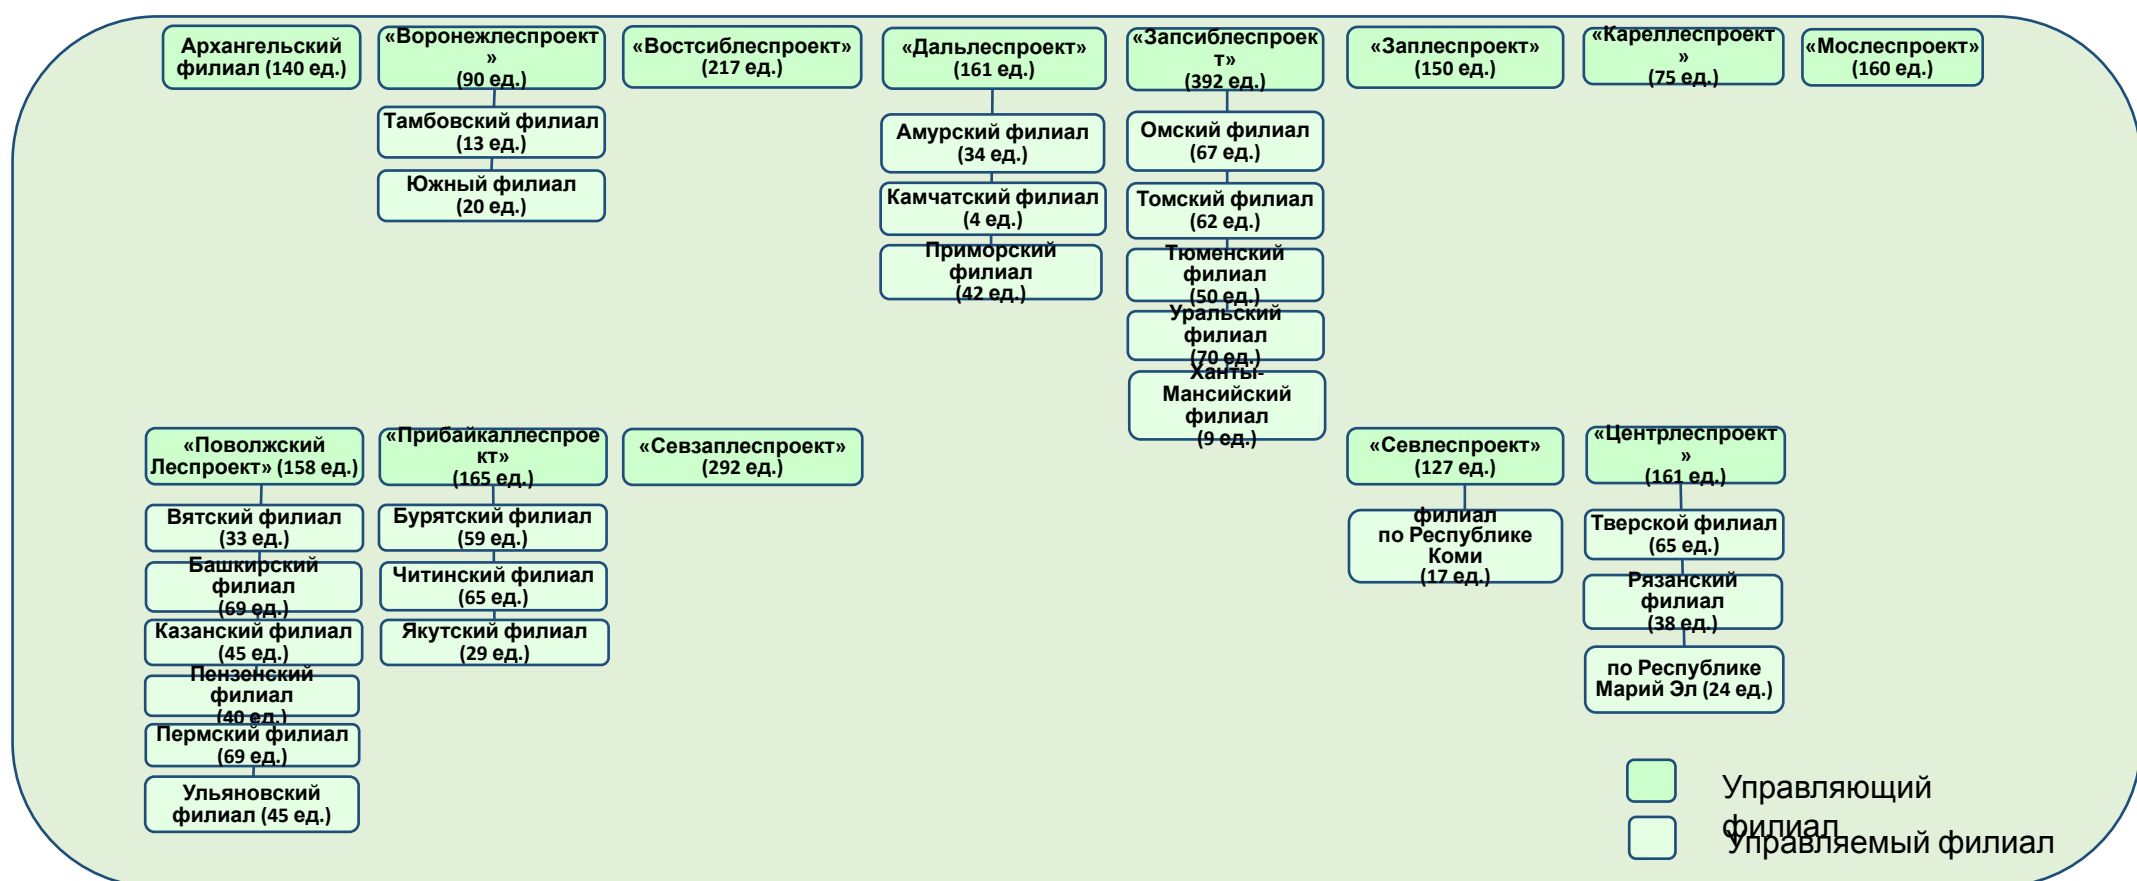 Архангельский
филиал (140 ед.)
«Воронежлеспроект
»
(90 ед.)
Тамбовский филиал
(13 ед.)
Южный филиал
(20 ед.)
«Востсиблеспроект»
(217 ед.)
«Дальлеспроект»
(161 ед.)
Амурский филиал
(34 ед.)
Камчатский филиал
(4 ед.)
Приморский
филиал
(42 ед.)
«Запсиблеспроек
т»
(392 ед.)
Омский филиал
(67 ед.)
Томский филиал
(62 ед.)
Тюменский
филиал
(50 ед.)
Уральский
филиал
(70 ед.)
Ханты-
Мансийский
филиал
(9 ед.)
«Заплеспроект»
(150 ед.)
«Кареллеспроект
»
(75 ед.)
«Мослеспроект»
(160 ед.)
«Поволжский
Леспроект» (158 ед.)
Вятский филиал
(33 ед.)
Башкирский
филиал
(69 ед.)
Казанский филиал
(45 ед.)
Пензенский
филиал
(40 ед.)
Пермский филиал
(69 ед.)
Ульяновский
филиал (45 ед.)
«Прибайкаллеспрое
кт»
(165 ед.)
Бурятский филиал
(59 ед.)
Читинский филиал
(65 ед.)
Якутский филиал
(29 ед.)
«Севзаплеспроект»
(292 ед.)
«Севлеспроект»
(127 ед.)
филиал
по Республике
Коми
(17 ед.)
«Центрлеспроект
»
(161 ед.)
Тверской филиал
(65 ед.)
Рязанский
филиал
(38 ед.)
по Республике
Марий Эл (24 ед.)
Управляющий
филиал
Управляемый филиал